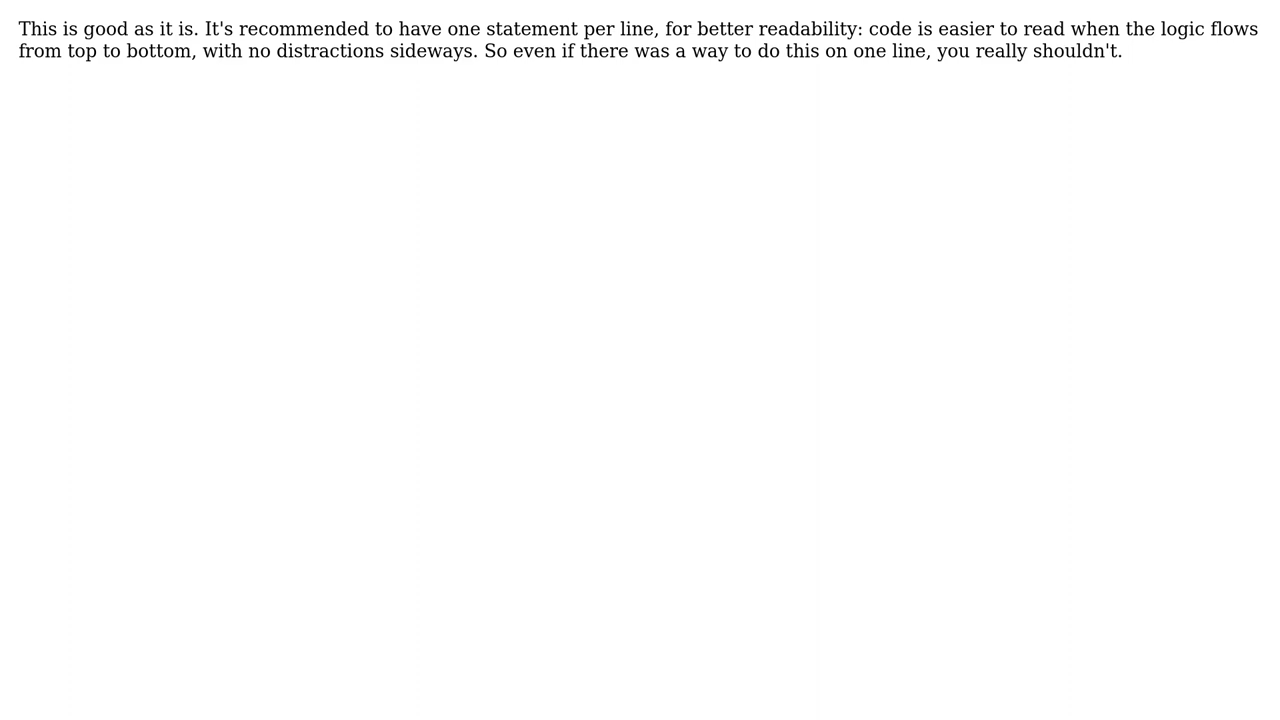 This is good as it is. It's recommended to have one statement per line, for better readability: code is easier to read when the logic flows
from top to bottom, with no distractions sideways. So even if there was a way to do this on one line, you really shouldn't.